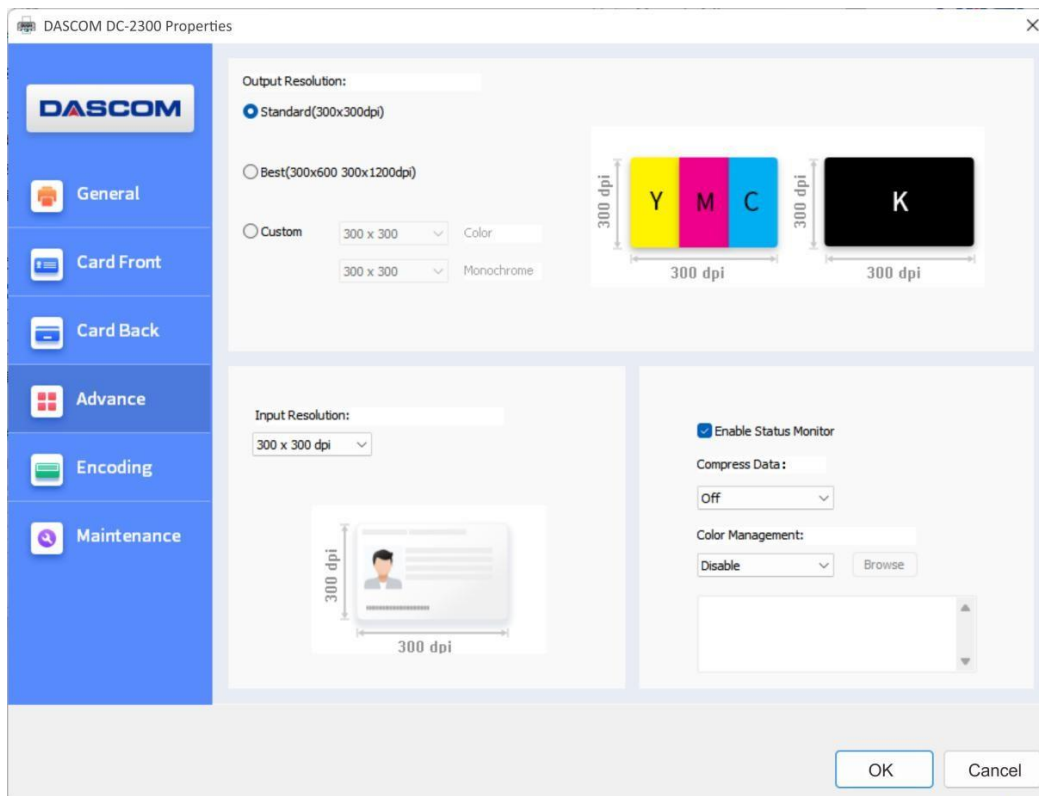 DASCOM DC-2300 Properties
DASCOM
General
Card Front
Card Back
Advance
Encoding
Maintenance
Output Resolution:
Standard(300x300dpi)
Best(300x600 300x1200dpi)
Custom
300 x 300
Color
300 x 300
Monochrome
300 dpi
Y M C
300 dpi
300 dpi
K
300 dpi
Input Resolution:
300 x 300 dpi
300 dpi
300 dpi
Enable Status Monitor
Compress Data:
Off
Color Management:
Disable
Browse
OK
Cancel